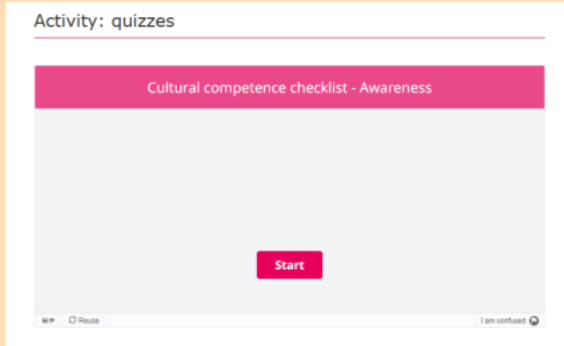 Activity: quizzes
Cultural competence checklist - Awareness
Start
H-P Reuse I am confused